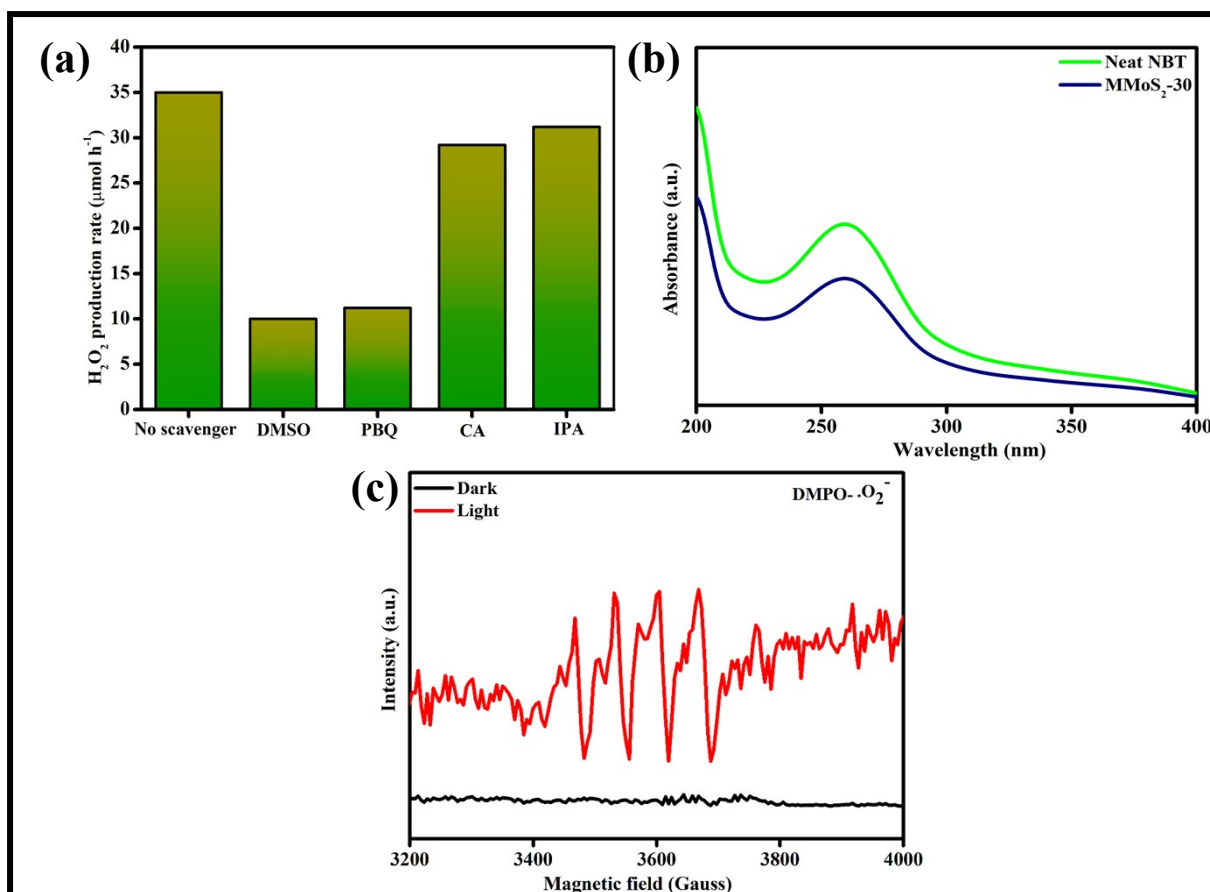 (a)
40
35
30
25
20
15
10
5
0
H₂O₂ production rate (μmol h⁻¹)
No scavenger DMSO PBQ CA IPA
(b)
Neat NBT
MMoS₂-30
Absorbance (a.u.)
200 250 300 350 400
Wavelength (nm)
(c)
Dark
Light
DMPO- ·O₂⁻
Intensity (a.u.)
3200 3400 3600 3800 4000
Magnetic field (Gauss)